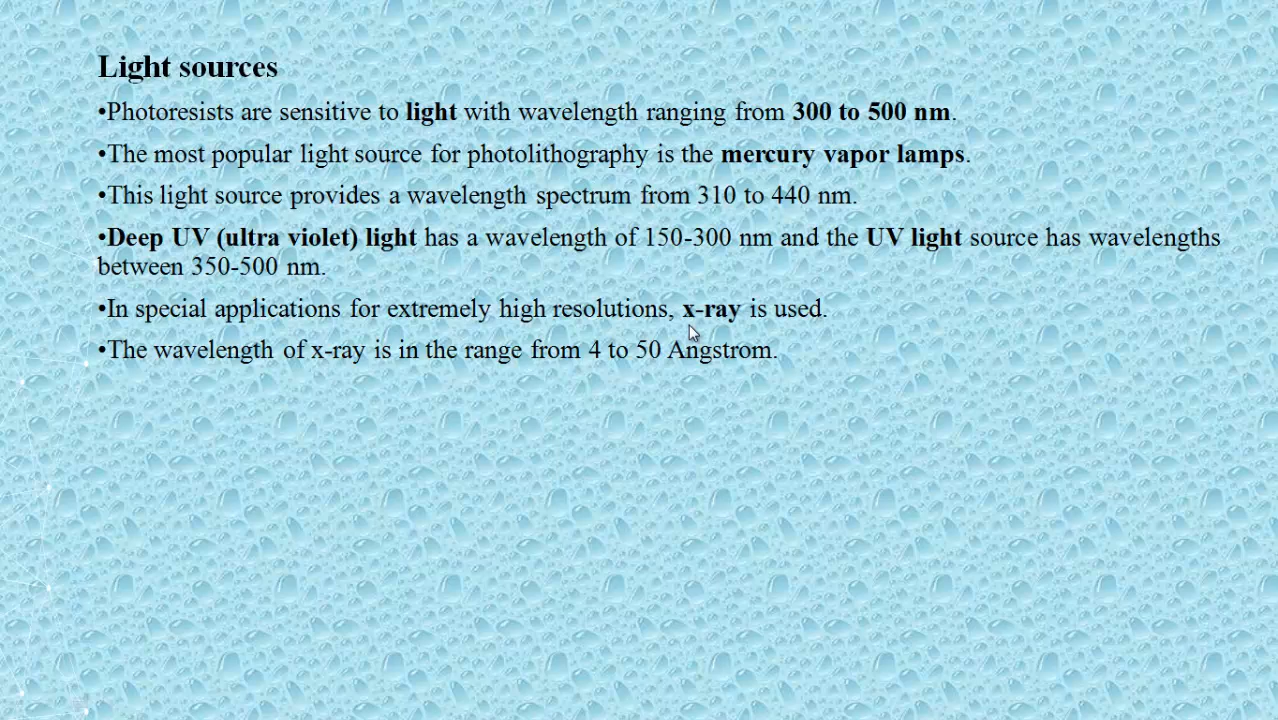 Light sources
•Photoresists are sensitive to light with wavelength ranging from 300 to 500 nm.
•The most popular light source for photolithography is the mercury vapor lamps.
•This light source provides a wavelength spectrum from 310 to 440 nm.
•Deep UV (ultra violet) light has a wavelength of 150-300 nm and the UV light source has wavelengths
between 350-500 nm.
•In special applications for extremely high resolutions, x-ray is used.
•The wavelength of x-ray is in the range from 4 to 50 Angstrom.